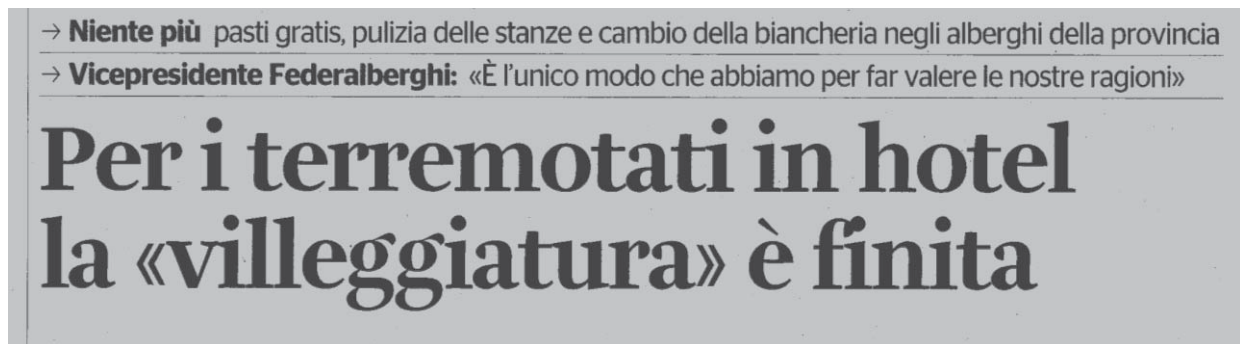 → Niente più pasti gratis, pulizia delle stanze e cambio della biancheria negli alberghi della provincia
→ Vicepresidente Federalberghi: «È l'unico modo che abbiamo per far valere le nostre ragioni»
Per i terremotati in hotel
la «villeggiatura» è finita